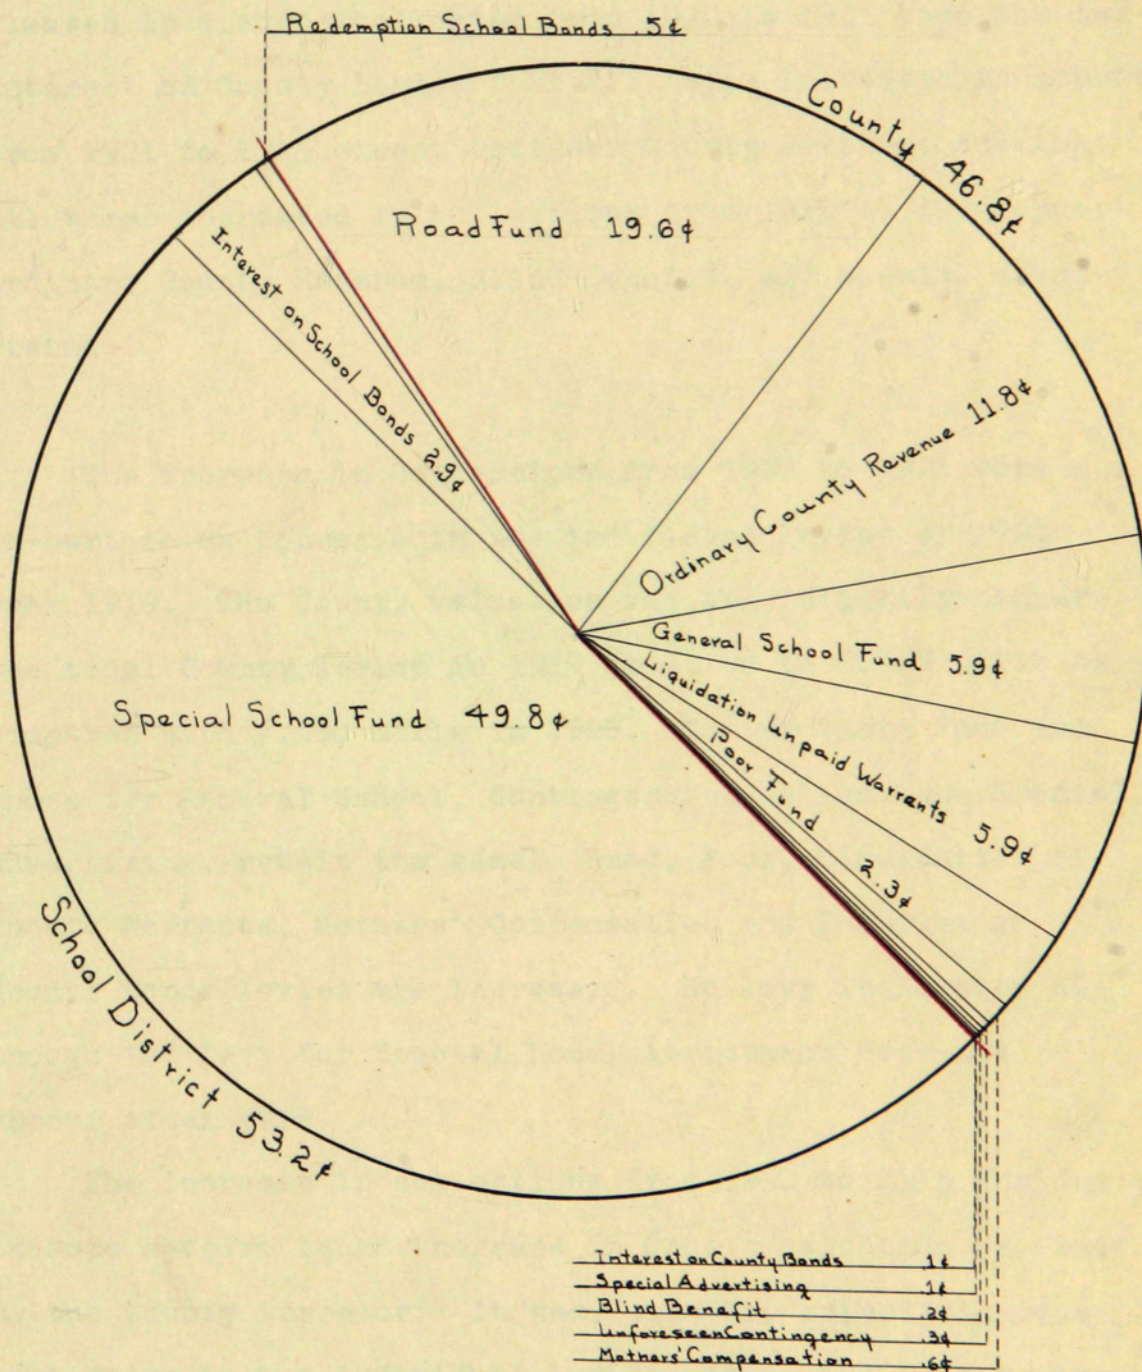 Redemption School Bonds .5¢
County 46.8¢
Road Fund 19.6¢
Interest on School Bonds 2.9¢
Ordinary County Revenue 11.8¢
General School Fund 5.9¢
Liquidation Unpaid Warrants 5.9¢
Poor Fund 2.3¢
Special School Fund 49.8¢
School District 53.2¢
Interest on County Bonds .1¢
Special Advertising .1¢
Blind Benefit .2¢
Unforeseen Contingency .3¢
Mothers' Compensation .6¢